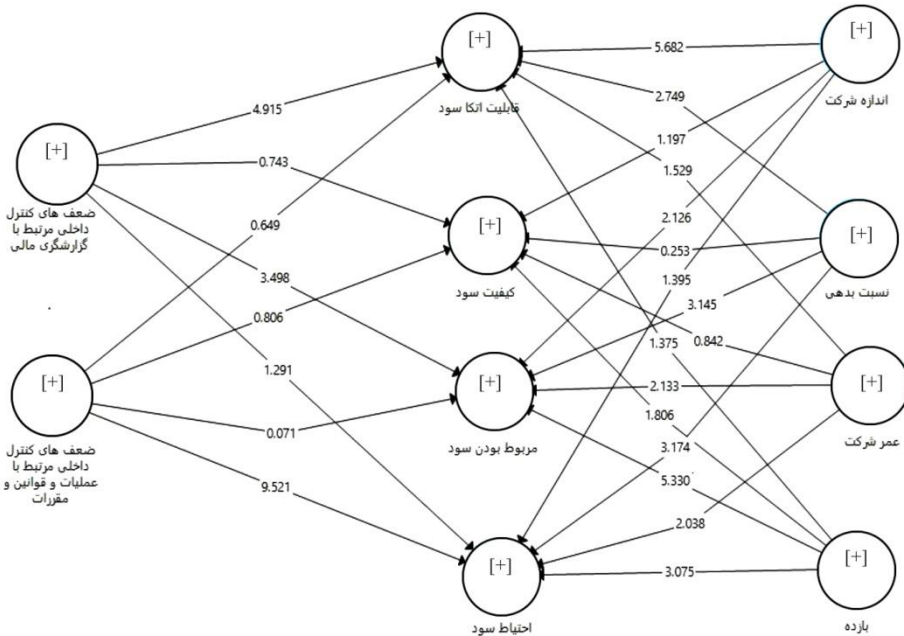 [+]
[+]
5.682
قابلیت اتکا سود
اندازه شرکت
4.915
2.749
[+]
1.197
0.743
1.529
ضعف های کنترل
داخلی مرتبط با
گزارشگری مالی
0.649
2.126
[+]
0.253
[+]
3.498
1.395
کیفیت سود
نسبت بدهی
3.145
0.806
1.375
0.842
1.291
[+]
[+]
2.133
[+]
1.806
0.071
مربوط بودن سود
3.174
عمر شرکت
ضعف های کنترل
داخلی مرتبط با
عملیات و قوانین و
مقررات
5.330
9.521
2.038
[+]
3.075
[+]
احتیاط سود
بازده